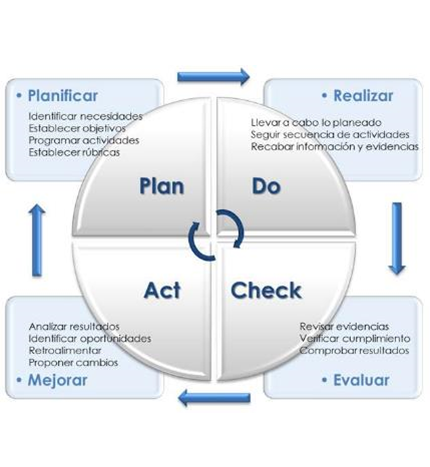 • Planificar
Identificar necesidades
Establecer objetivos
Programar actividades
Establecer rúbricas
• Realizar
Llevar a cabo lo planeado
Seguir secuencia de actividades
Recabar información y evidencias
Plan
Do
Act
Check
Analizar resultados
Identificar oportunidades
Retroalimentar
Proponer cambios
• Mejorar
Revisar evidencias
Verificar cumplimiento
Comprobar resultados
• Evaluar